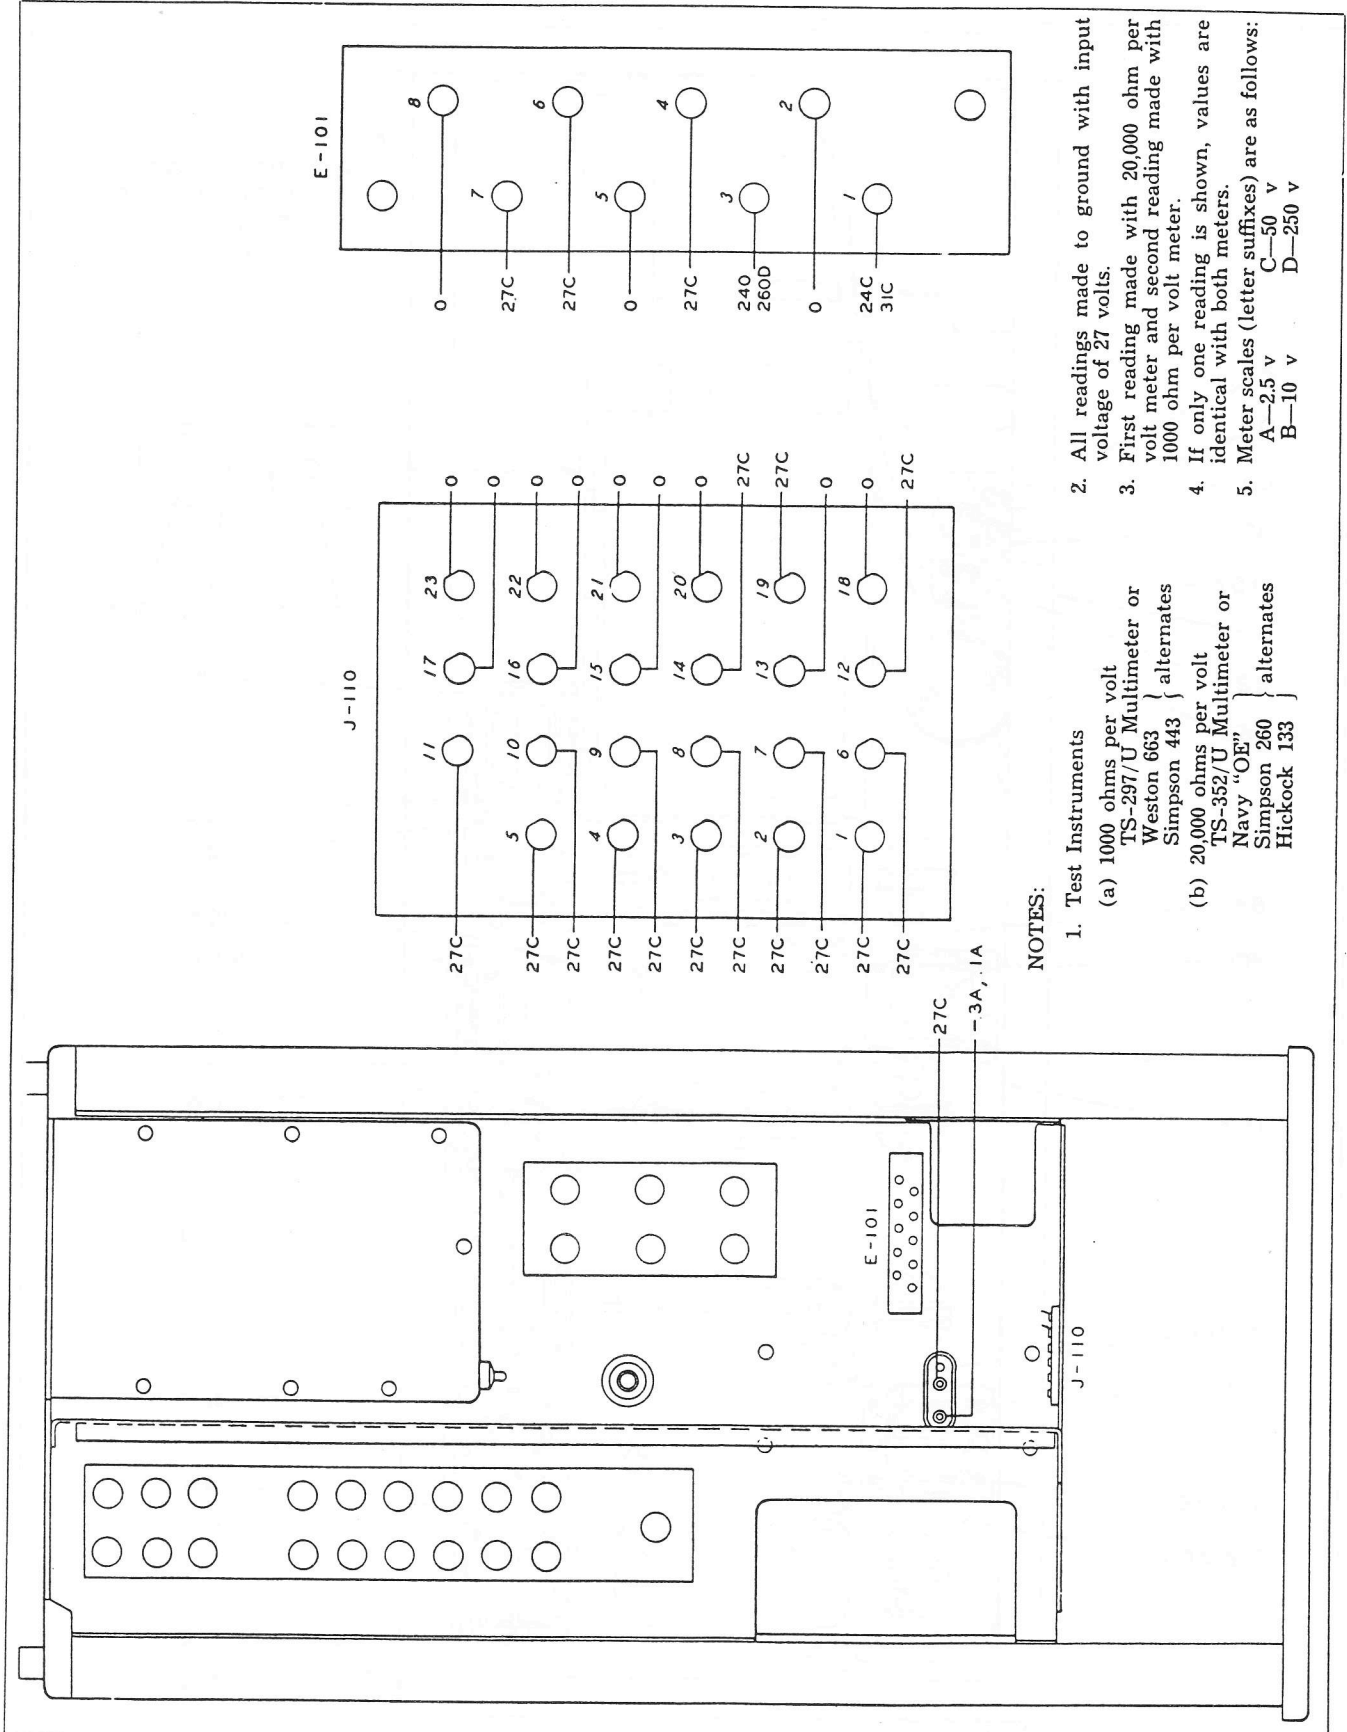 E-101
J-110
27C
-.3A, .1A
J-110
27C 11 17 23 0
0
27C 5 10 16 22 0
27C 0
27C 4 9 15 21 0
27C 0
27C 3 8 14 20 0
27C 27C
27C 2 7 13 19 27C
27C 0
0 1 6 12 18 0
27C 27C
E-101
0 8
27C 7
27C 6
0 5
27C 4
240 3
260D
0 2
24C 1
31C
NOTES:
1. Test Instruments
(a) 1000 ohms per volt
TS-297/U Multimeter or
Weston 663
Simpson 443 } alternates
(b) 20,000 ohms per volt
TS-352/U Multimeter or
Navy "OE"
Simpson 260 } alternates
Hickock 133
2. All readings made to ground with input
voltage of 27 volts.
3. First reading made with 20,000 ohm per
volt meter and second reading made with
1000 ohm per volt meter.
4. If only one reading is shown, values are
identical with both meters.
5. Meter scales (letter suffixes) are as follows:
A—2.5 v C—50 v
B—10 v D—250 v